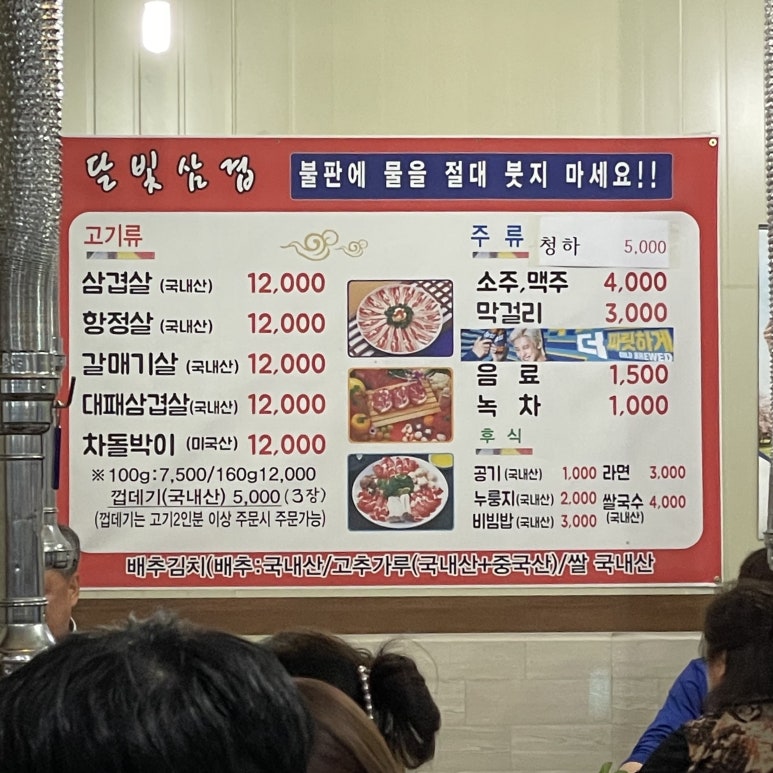 달빛삼겹
불판에 물을 절대 붓지 마세요!!
고기류
삼겹살 (국내산) 12,000
항정살 (국내산) 12,000
갈매기살 (국내산) 12,000
대패삼겹살(국내산) 12,000
차돌박이 (미국산) 12,000
※100g:7,500/160g12,000
껍데기(국내산) 5,000(3장)
(껍데기는 고기2인분 이상 주문시 주문가능)
주 류
청하 5,000
소주,맥주 4,000
막걸리 3,000
더 파릿하게
COLD BREWED
음 료 1,500
녹 차 1,000
후 식
공기(국내산) 1,000 라면 3,000
누룽지(국내산) 2,000 쌀국수 4,000
비빔밥(국내산) 3,000 (국내산)
배추김치(배추:국내산/고추가루(국내산+중국산)/쌀 국내산